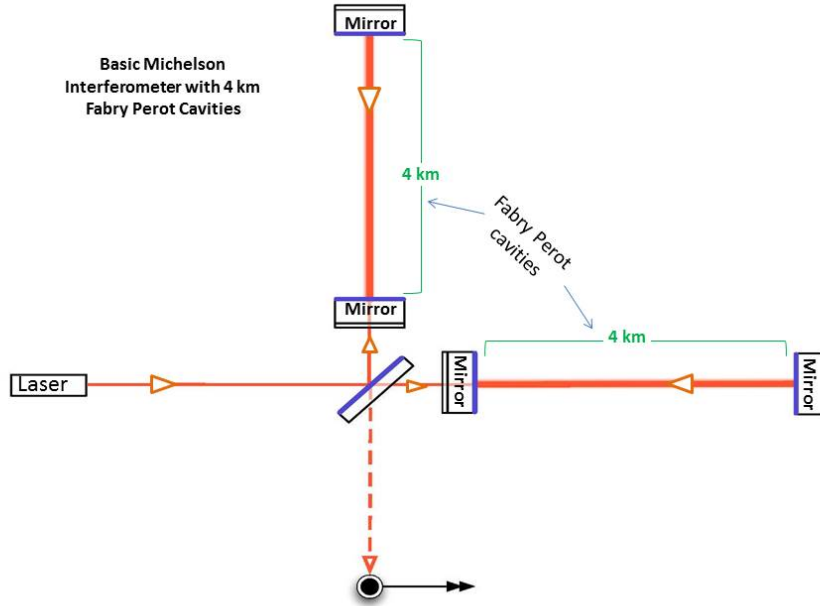 Mirror
Basic Michelson
Interferometer with 4 km
Fabry Perot Cavities
4 km
Fabry Perot
cavities
Mirror
4 km
Laser
Mirror
Mirror